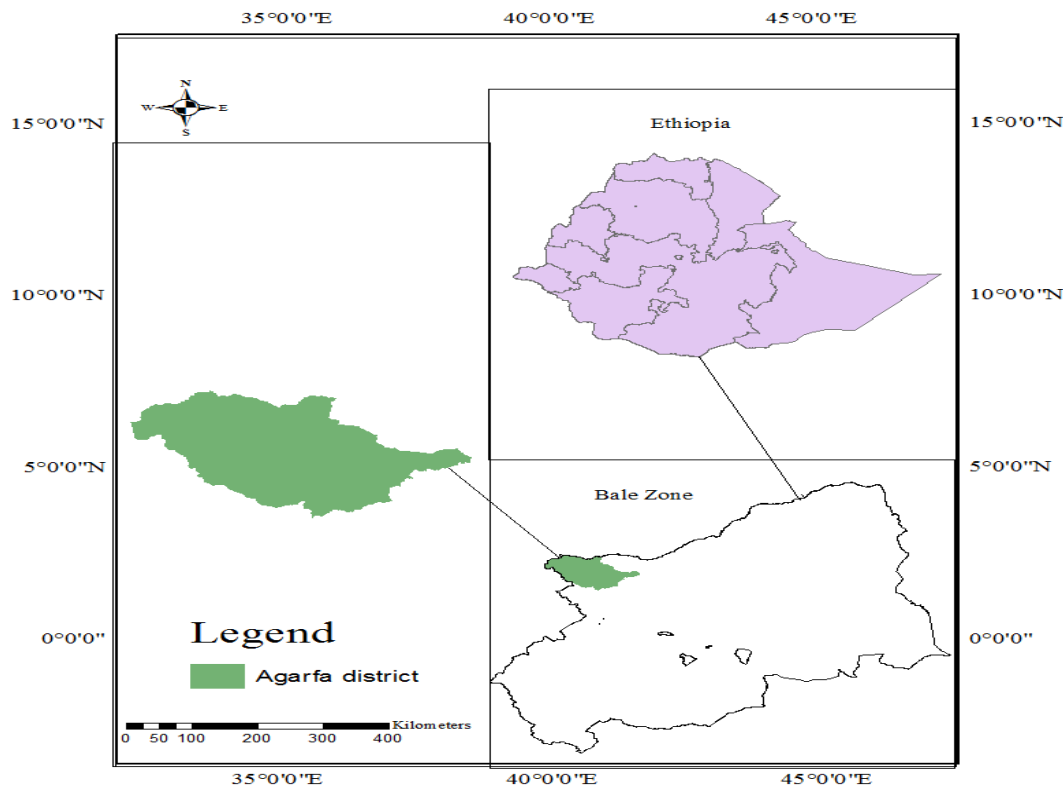 35°0'0"E 40°0'0"E 45°0'0"E
N
W E
S
15°0'0"N 15°0'0"N
Ethiopia
10°0'0"N 10°0'0"N
5°0'0"N 5°0'0"N
Bale Zone
0°0'0" 0°0'0"
Legend
Agarfa district
Kilometers
0 50 100 200 300 400
35°0'0"E 40°0'0"E 45°0'0"E